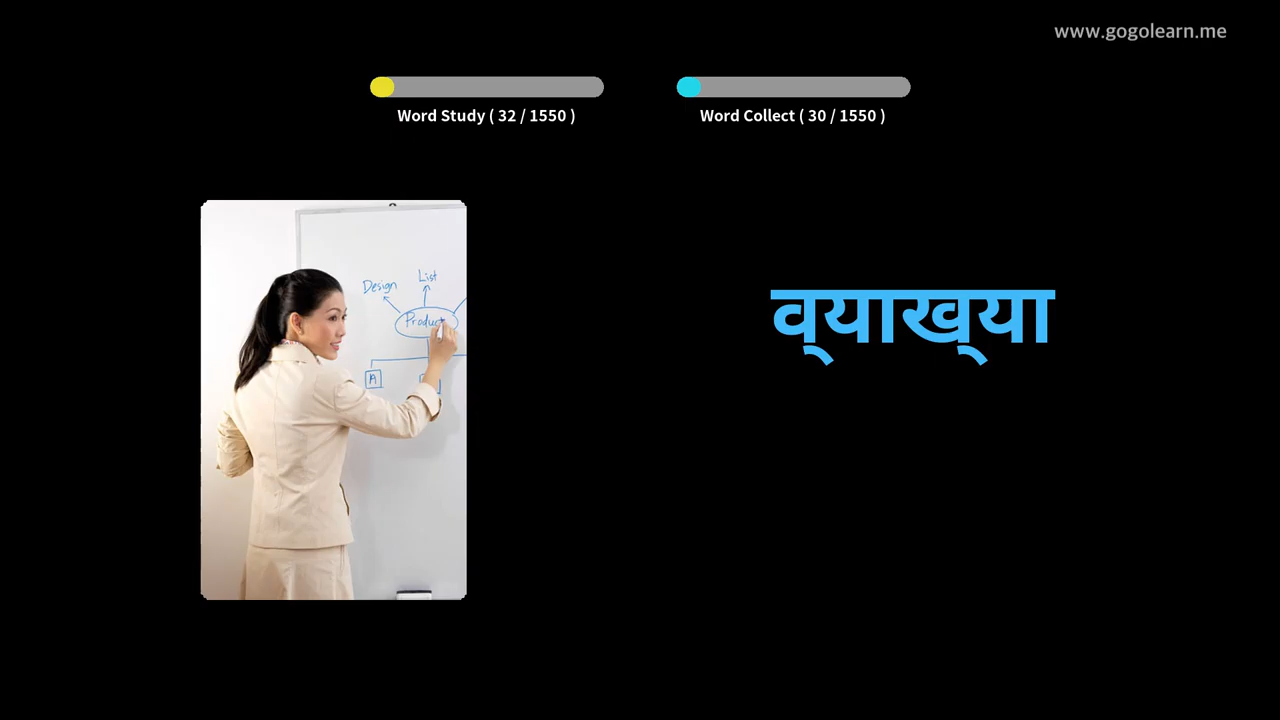 www.gogolearn.me
Word Study ( 32 / 1550 )
Word Collect ( 30 / 1550 )
Design
List
Product
A
व्याख्या